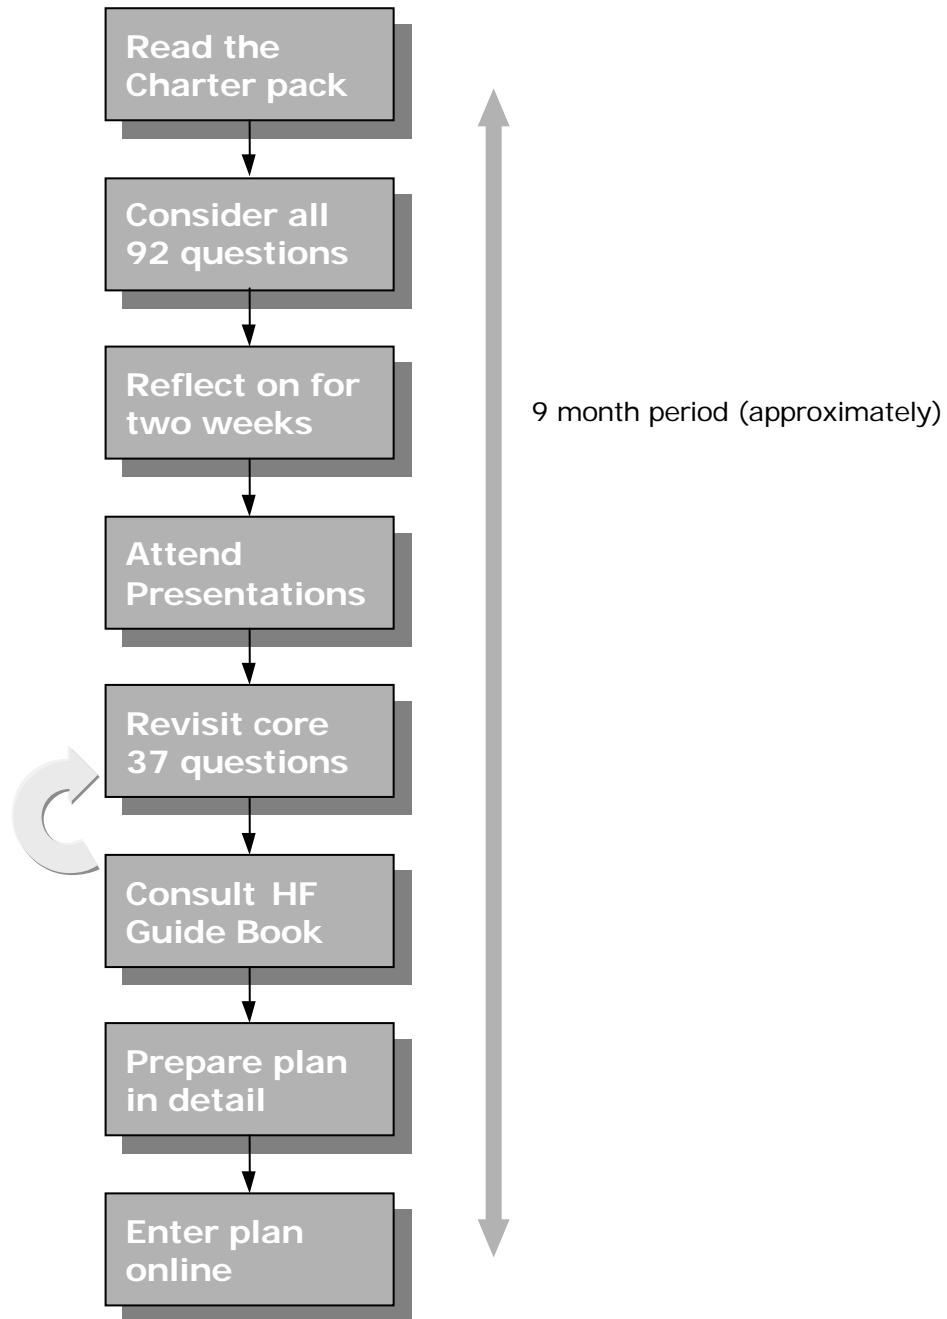 Read the
Charter pack
Consider all
92 questions
Reflect on for
two weeks
9 month period (approximately)
Attend
Presentations
Revisit core
37 questions
Consult HF
Guide Book
Prepare plan
in detail
Enter plan
online